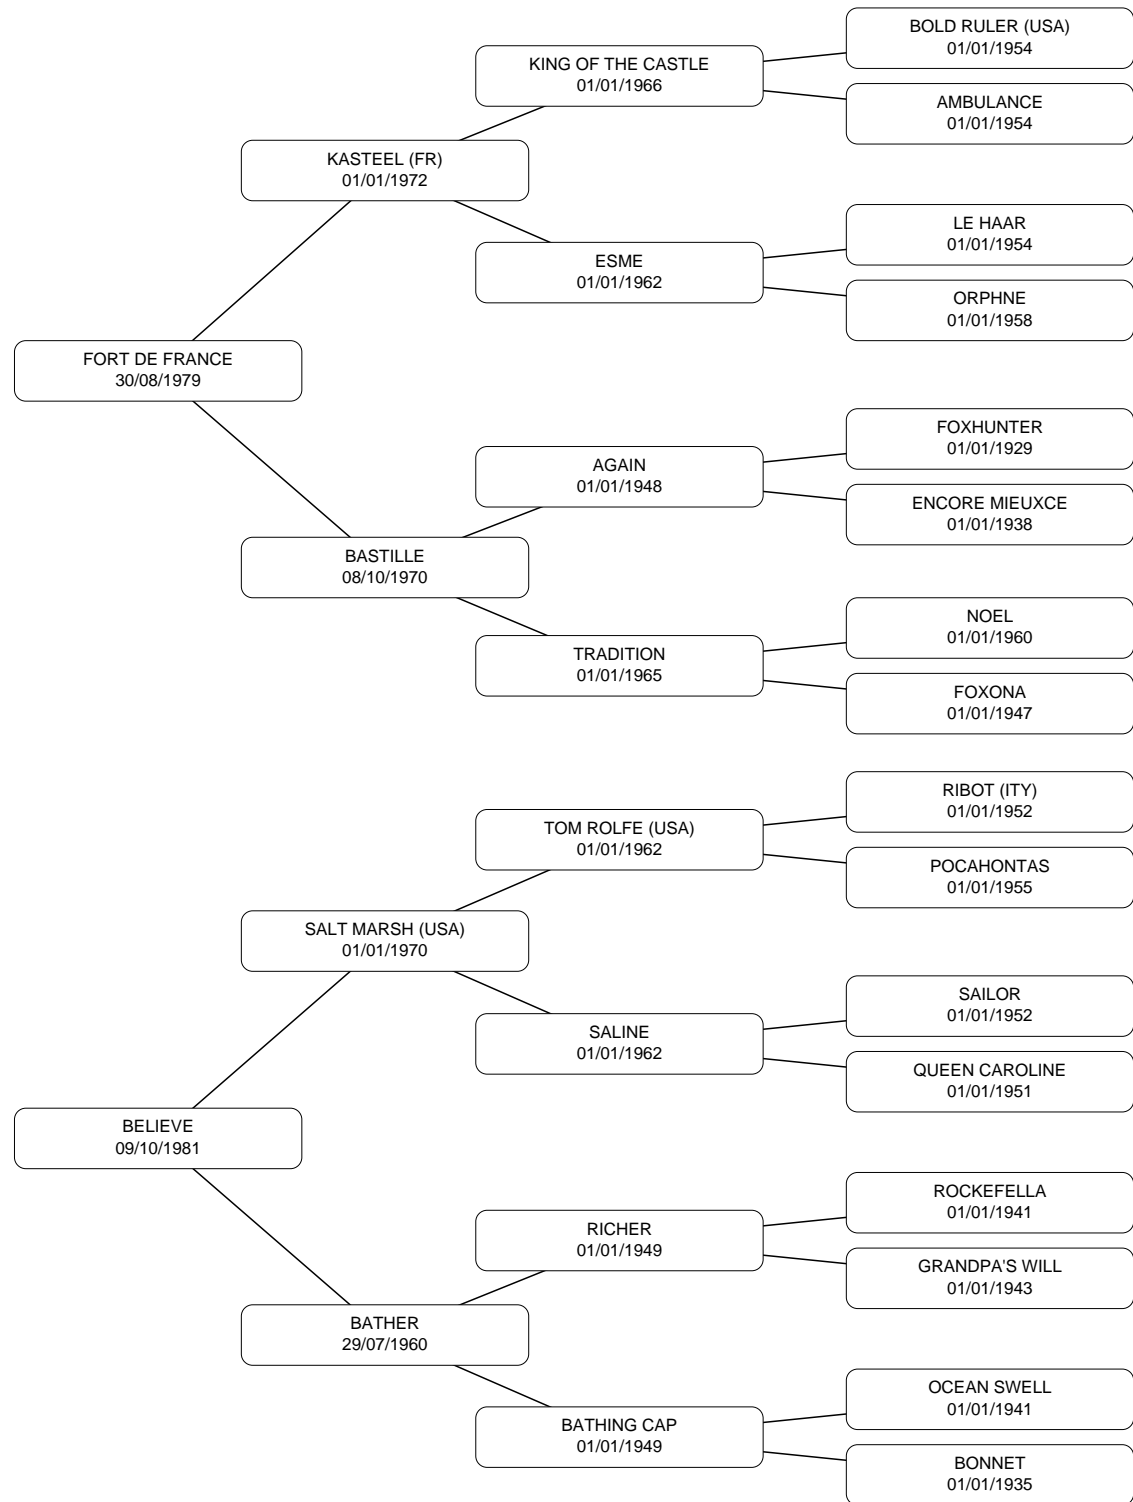 BOLD RULER (USA)
01/01/1954
KING OF THE CASTLE
01/01/1966
AMBULANCE
01/01/1954
KASTEEL (FR)
01/01/1972
LE HAAR
01/01/1954
ESME
01/01/1962
ORPHNE
01/01/1958
FORT DE FRANCE
30/08/1979
FOXHUNTER
01/01/1929
AGAIN
01/01/1948
ENCORE MIEUXCE
01/01/1938
BASTILLE
08/10/1970
NOEL
01/01/1960
TRADITION
01/01/1965
FOXONA
01/01/1947
RIBOT (ITY)
01/01/1952
TOM ROLFE (USA)
01/01/1962
POCAHONTAS
01/01/1955
SALT MARSH (USA)
01/01/1970
SAILOR
01/01/1952
SALINE
01/01/1962
QUEEN CAROLINE
01/01/1951
BELIEVE
09/10/1981
ROCKEFELLA
01/01/1941
RICHER
01/01/1949
GRANDPA'S WILL
01/01/1943
BATHER
29/07/1960
OCEAN SWELL
01/01/1941
BATHING CAP
01/01/1949
BONNET
01/01/1935